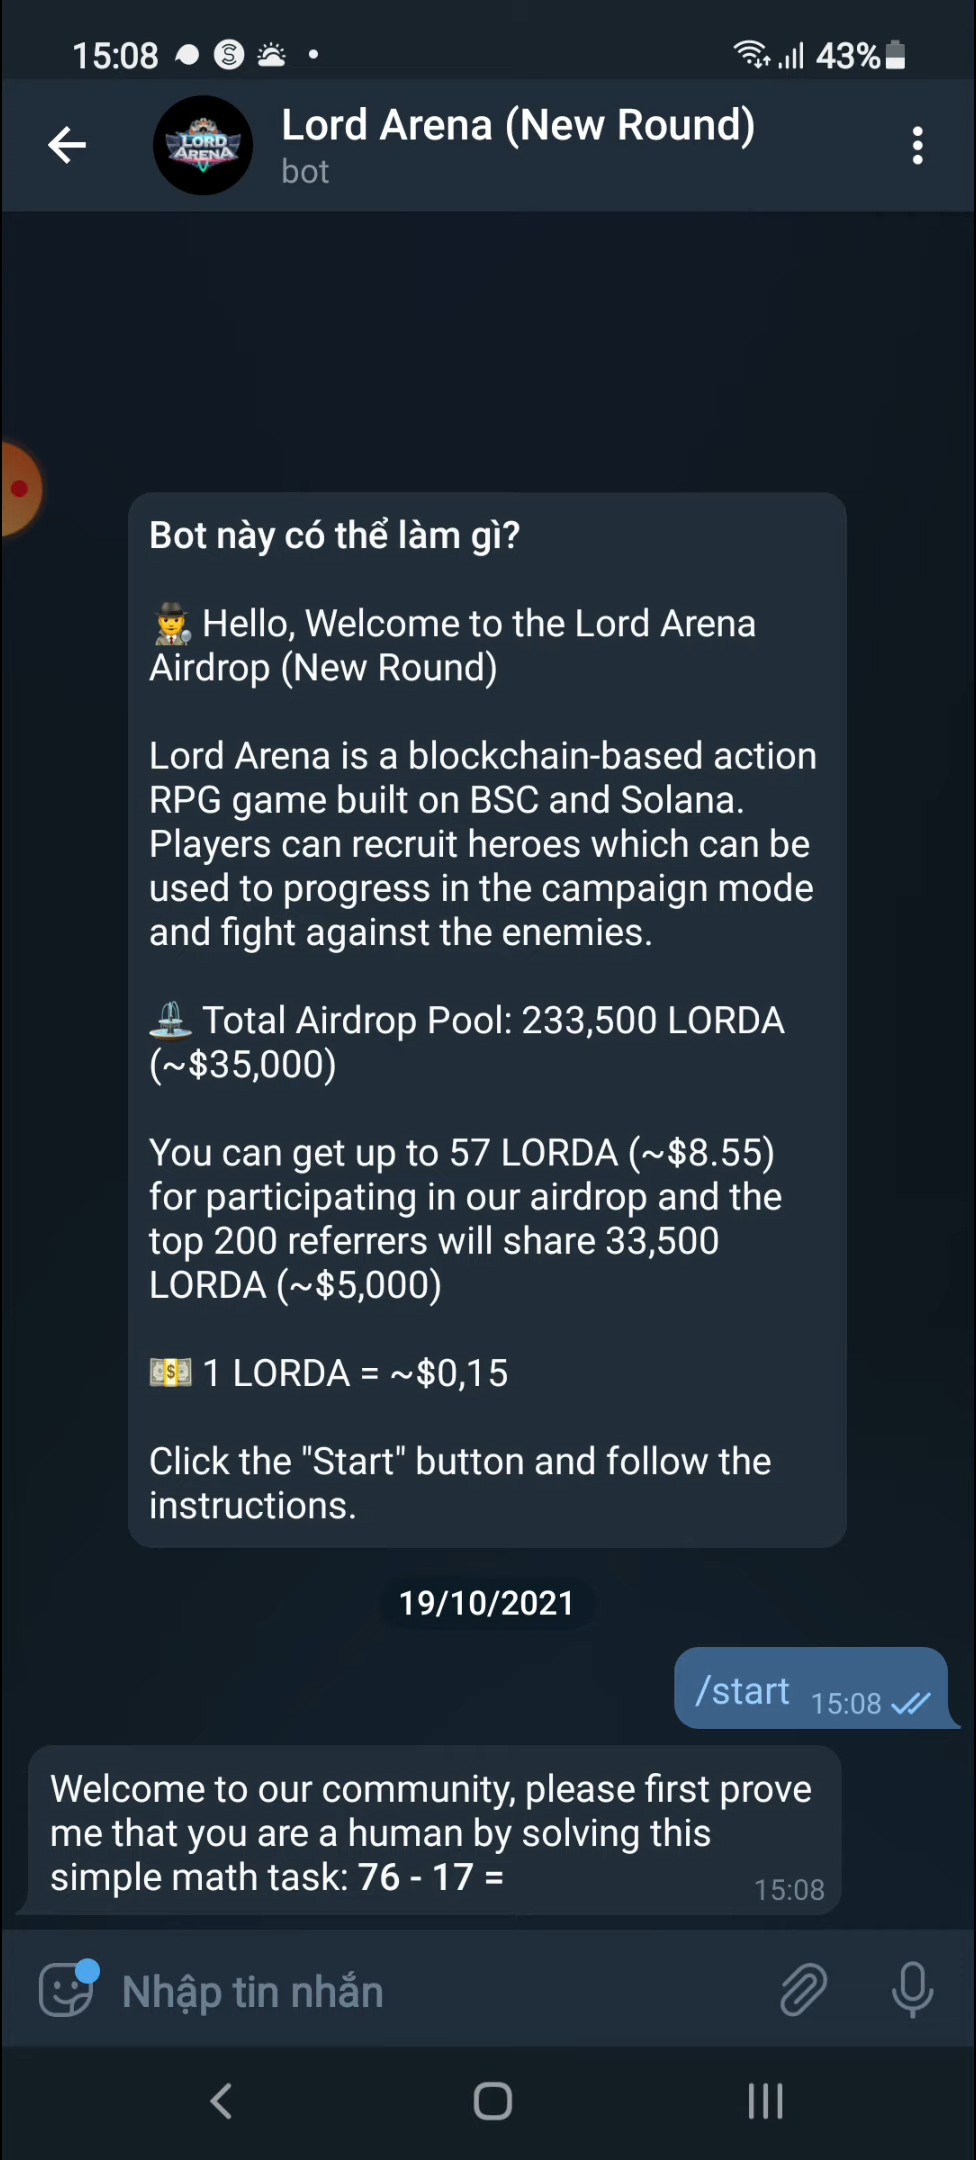 15:08
43%
LORD
ARENA
Lord Arena (New Round)
bot
Bot này có thể làm gì?
🕵️ Hello, Welcome to the Lord Arena
Airdrop (New Round)
Lord Arena is a blockchain-based action
RPG game built on BSC and Solana.
Players can recruit heroes which can be
used to progress in the campaign mode
and fight against the enemies.
⛲ Total Airdrop Pool: 233,500 LORDA
(~$35,000)
You can get up to 57 LORDA (~$8.55)
for participating in our airdrop and the
top 200 referrers will share 33,500
LORDA (~$5,000)
💵 1 LORDA = ~$0,15
Click the "Start" button and follow the
instructions.
19/10/2021
/start 15:08
Welcome to our community, please first prove
me that you are a human by solving this
simple math task: 76 - 17 =
15:08
Nhập tin nhắn